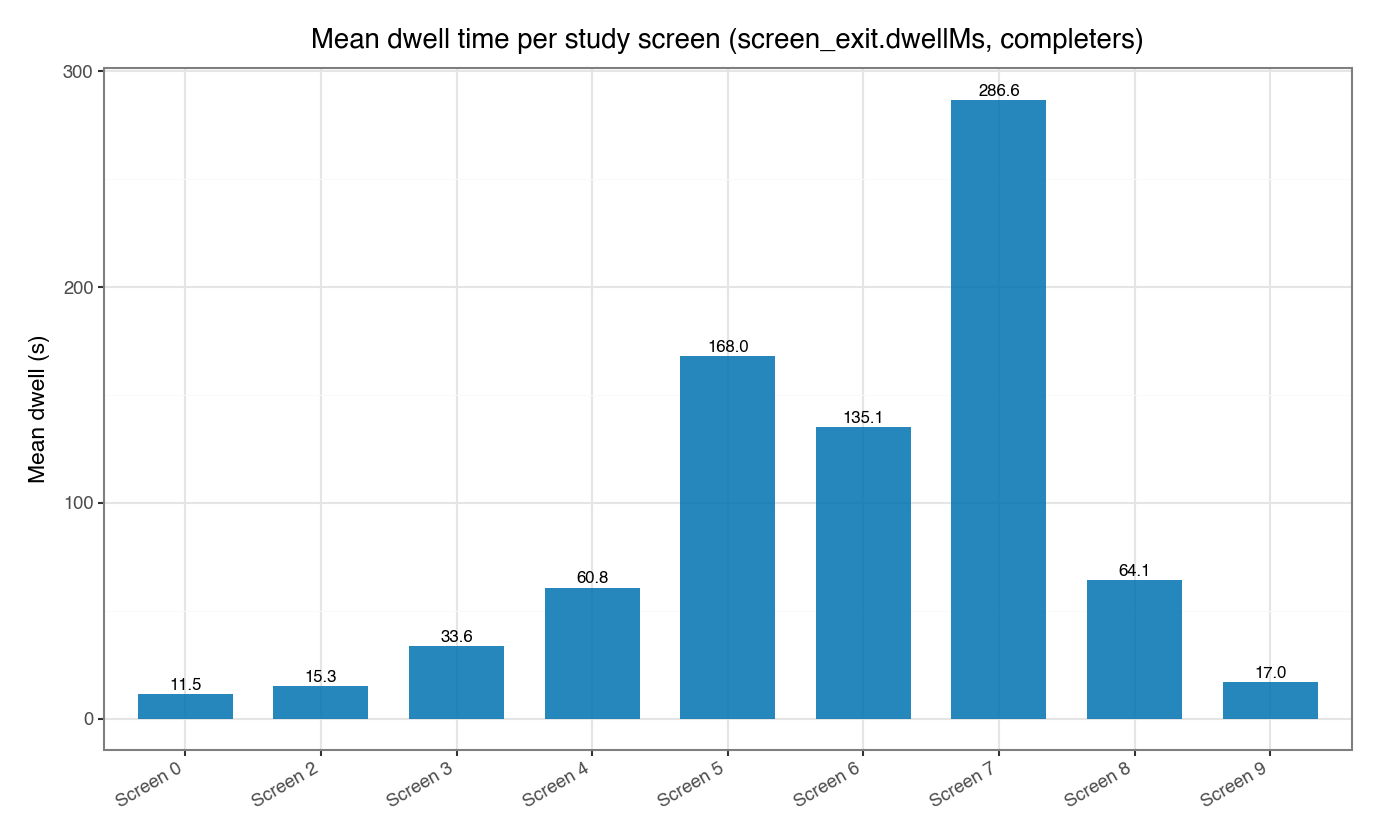 Mean dwell time per study screen (screen_exit.dwellMs, completers)
Mean dwell (s)
300
200
100
0
11.5
15.3
33.6
60.8
168.0
135.1
286.6
64.1
17.0
Screen 0
Screen 2
Screen 3
Screen 4
Screen 5
Screen 6
Screen 7
Screen 8
Screen 9